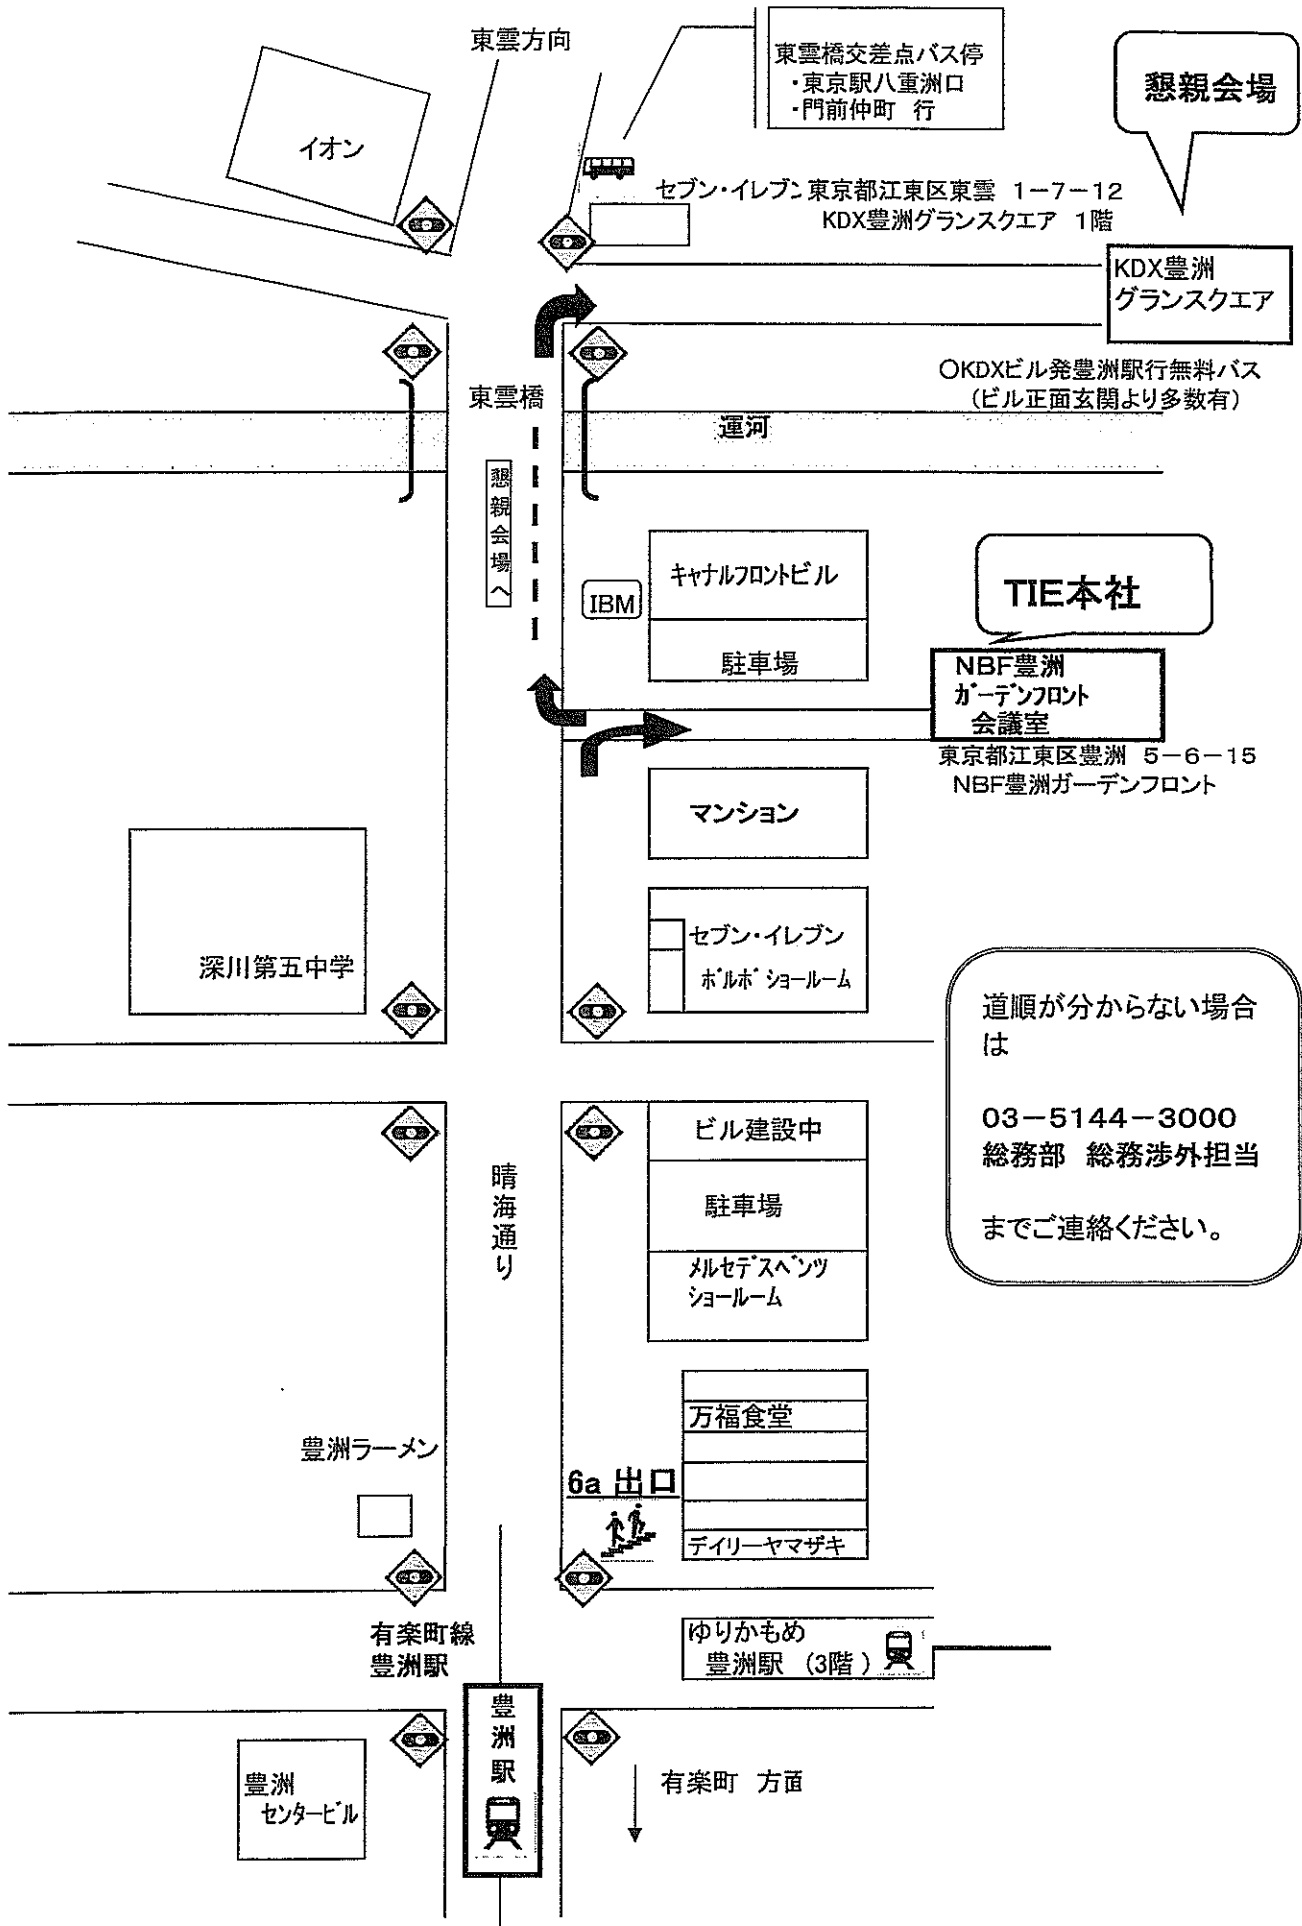 東雲方向
東雲橋交差点バス停
・東京駅八重洲口
・門前仲町 行
懇親会場
イオン
セブン・イレブン 東京都江東区東雲 1-7-12
KDX豊洲グランスクエア 1階
KDX豊洲
グランスクエア
〇KDXビル発豊洲駅行無料バス
(ビル正面玄関より多数有)
東雲橋
運河
懇親会場へ
キャナルフロントビル
IBM
駐車場
TIE本社
NBF豊洲
ガーデンフロント
会議室
東京都江東区豊洲 5-6-15
NBF豊洲ガーデンフロント
マンション
セブン・イレブン
ボルボ ショールーム
深川第五中学
道順が分からない場合
は
03-5144-3000
総務部 総務渉外担当
までご連絡ください。
ビル建設中
駐車場
メルセデスベンツ
ショールーム
晴海通り
万福食堂
豊洲ラーメン
6a 出口
デイリーヤマザキ
有楽町線
豊洲駅
ゆりかもめ
豊洲駅 (3階)
豊洲駅
豊洲
センタービル
有楽町 方面